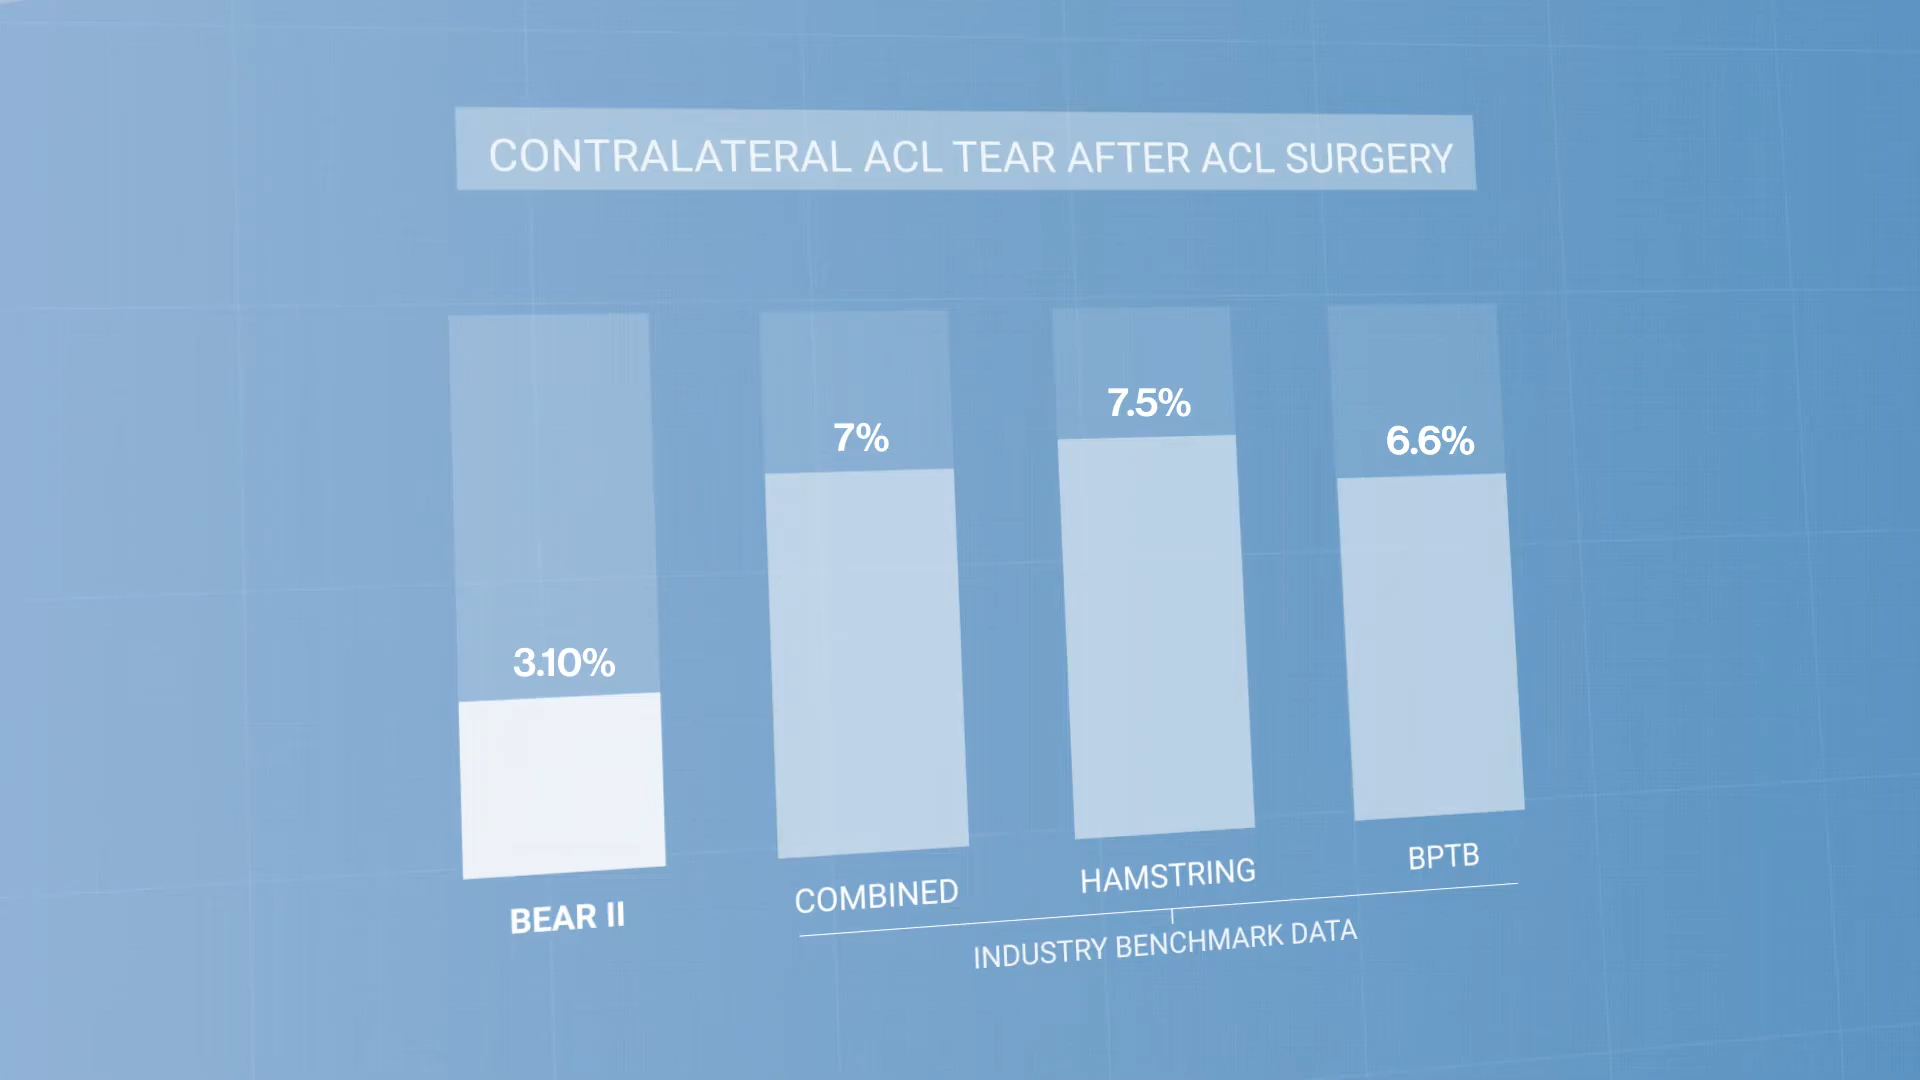 CONTRALATERAL ACL TEAR AFTER ACL SURGERY
3.10%
7%
7.5%
6.6%
BEAR II
COMBINED
HAMSTRING
BPTB
INDUSTRY BENCHMARK DATA